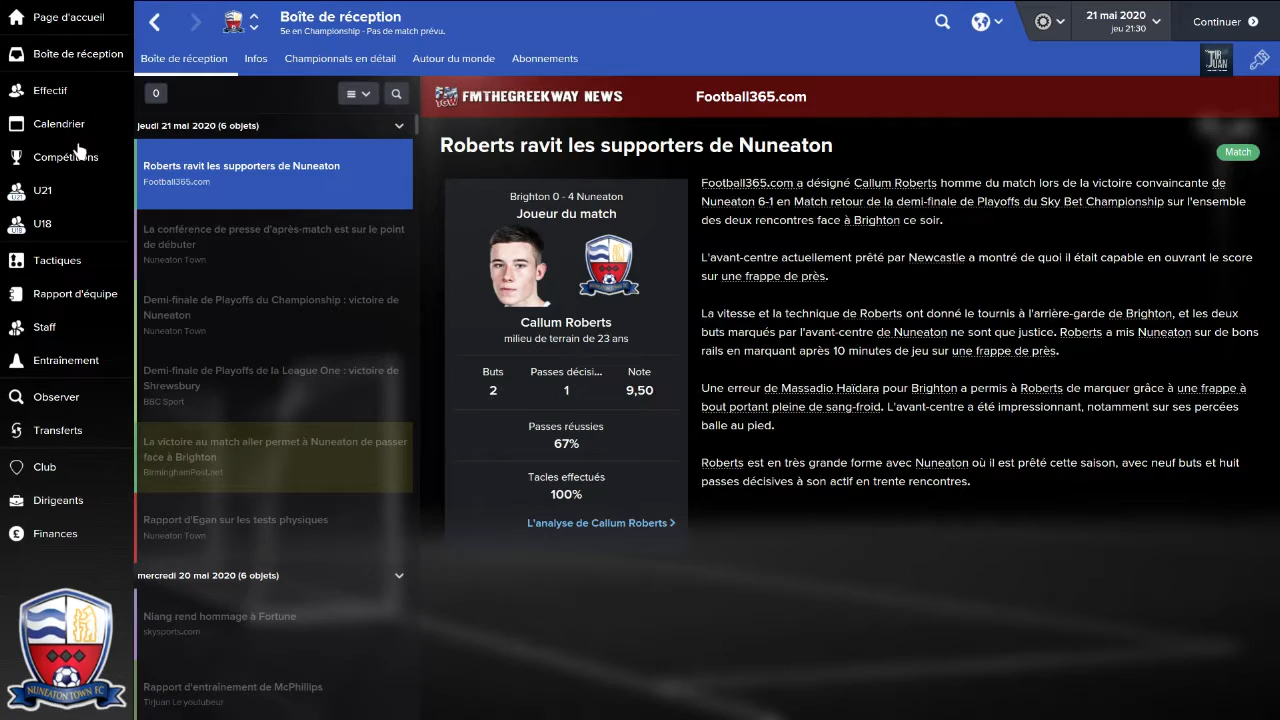 Page d'accueil
Boîte de réception
Effectif
Calendrier
Compétitions
U21
U18
Tactiques
Rapport d'équipe
Staff
Entraînement
Observer
Transferts
Club
Dirigeants
Finances
NUNEATON TOWN FC
Boîte de réception
5e en Championship - Pas de match prévu.
21 mai 2020
jeu 21:30
Continuer
Boîte de réception
Infos
Championnats en détail
Autour du monde
Abonnements
TIRJUAN
0
jeudi 21 mai 2020 (6 objets)
Roberts ravit les supporters de Nuneaton
Football365.com
La conférence de presse d'après-match est sur le point
de débuter
Nuneaton Town
Demi-finale de Playoffs du Championship : victoire de
Nuneaton
Nuneaton Town
Demi-finale de Playoffs de la League One : victoire de
Shrewsbury
BBC Sport
La victoire au match aller permet à Nuneaton de passer
face à Brighton
BirminghamPost.net
Rapport d'Egan sur les tests physiques
Nuneaton Town
mercredi 20 mai 2020 (6 objets)
Niang rend hommage à Fortune
skysports.com
Rapport d'entraînement de McPhillips
Tirjuan Le youtubeur
FMTHEGREEKWAY NEWS
Football365.com
Roberts ravit les supporters de Nuneaton
Match
Brighton 0 - 4 Nuneaton
Joueur du match
Callum Roberts
milieu de terrain de 23 ans
Buts
Passes décisi...
Note
2
1
9,50
Passes réussies
67%
Tacles effectués
100%
L'analyse de Callum Roberts
Football365.com a désigné Callum Roberts homme du match lors de la victoire convaincante de
Nuneaton 6-1 en Match retour de la demi-finale de Playoffs du Sky Bet Championship sur l'ensemble
des deux rencontres face à Brighton ce soir.
L'avant-centre actuellement prêté par Newcastle a montré de quoi il était capable en ouvrant le score
sur une frappe de près.
La vitesse et la technique de Roberts ont donné le tournis à l'arrière-garde de Brighton, et les deux
buts marqués par l'avant-centre de Nuneaton ne sont que justice. Roberts a mis Nuneaton sur de bons
rails en marquant après 10 minutes de jeu sur une frappe de près.
Une erreur de Massadio Haïdara pour Brighton a permis à Roberts de marquer grâce à une frappe à
bout portant pleine de sang-froid. L'avant-centre a été impressionnant, notamment sur ses percées
balle au pied.
Roberts est en très grande forme avec Nuneaton où il est prêté cette saison, avec neuf buts et huit
passes décisives à son actif en trente rencontres.